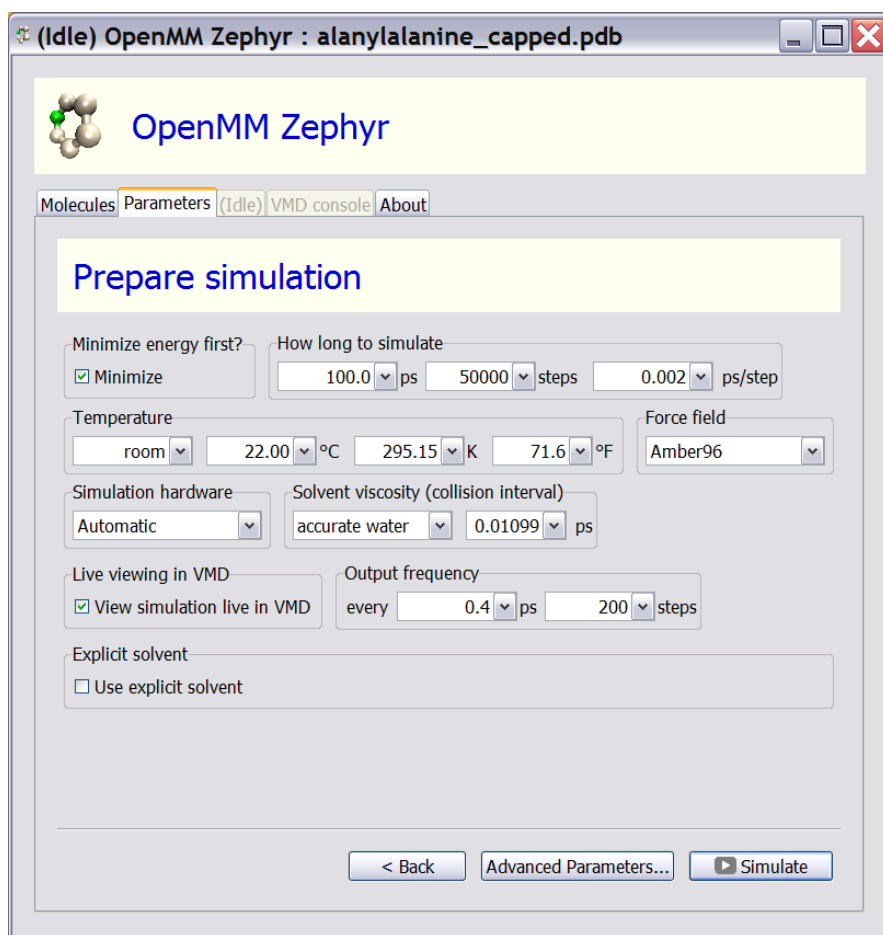 (Idle) OpenMM Zephyr : alanylalanine_capped.pdb
OpenMM Zephyr
Molecules Parameters (Idle) VMD console About
Prepare simulation
Minimize energy first? How long to simulate
Minimize 100.0 ps 50000 steps 0.002 ps/step
Temperature Force field
room 22.00 ºC 295.15 K 71.6 ºF Amber96
Simulation hardware Solvent viscosity (collision interval)
Automatic accurate water 0.01099 ps
Live viewing in VMD Output frequency
View simulation live in VMD every 0.4 ps 200 steps
Explicit solvent
Use explicit solvent
< Back Advanced Parameters... Simulate